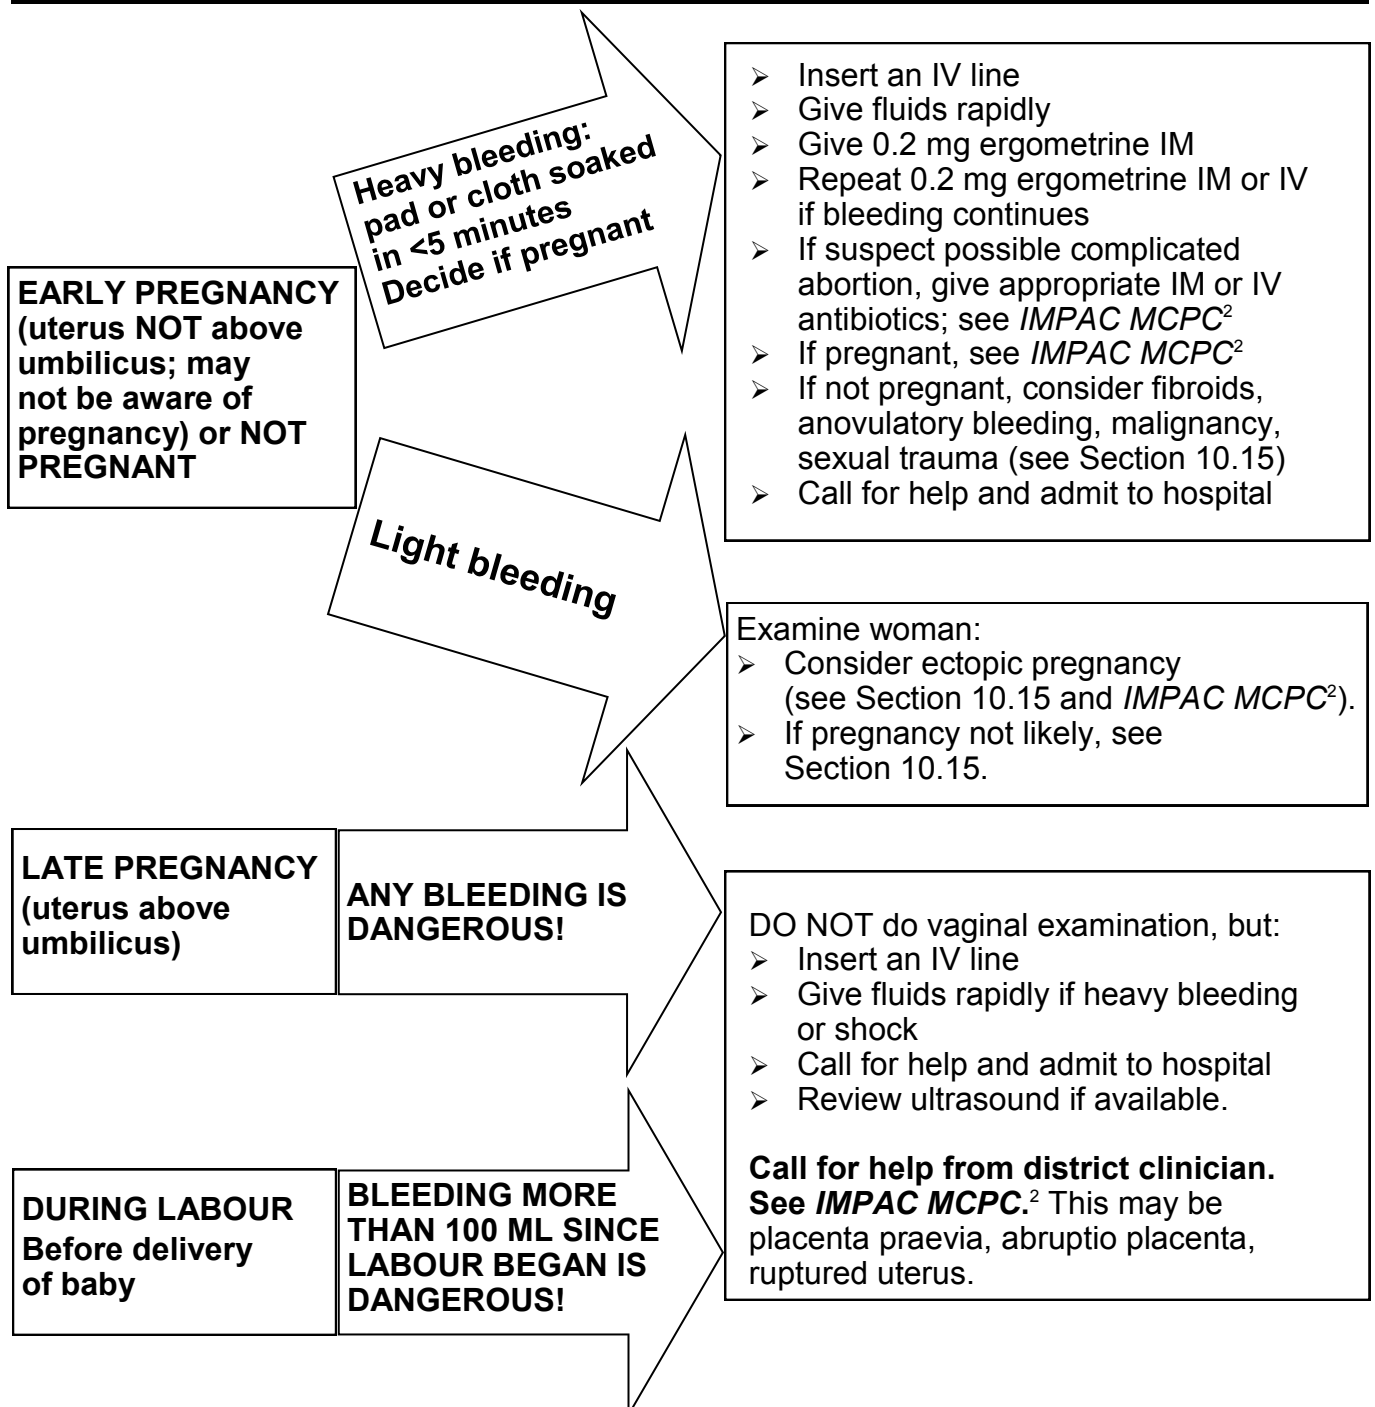 EARLY PREGNANCY
(uterus NOT above
umbilicus; may
not be aware of
pregnancy) or NOT
PREGNANT
Heavy bleeding:
pad or cloth soaked
in <5 minutes
Decide if pregnant
➢ Insert an IV line
➢ Give fluids rapidly
➢ Give 0.2 mg ergometrine IM
➢ Repeat 0.2 mg ergometrine IM or IV
if bleeding continues
➢ If suspect possible complicated
abortion, give appropriate IM or IV
antibiotics; see IMPAC MCPC²
➢ If pregnant, see IMPAC MCPC²
➢ If not pregnant, consider fibroids,
anovulatory bleeding, malignancy,
sexual trauma (see Section 10.15)
➢ Call for help and admit to hospital
Light bleeding
Examine woman:
➢ Consider ectopic pregnancy
(see Section 10.15 and IMPAC MCPC²).
➢ If pregnancy not likely, see
Section 10.15.
LATE PREGNANCY
(uterus above
umbilicus)
ANY BLEEDING IS
DANGEROUS!
DURING LABOUR
Before delivery
of baby
BLEEDING MORE
THAN 100 ML SINCE
LABOUR BEGAN IS
DANGEROUS!
DO NOT do vaginal examination, but:
➢ Insert an IV line
➢ Give fluids rapidly if heavy bleeding
or shock
➢ Call for help and admit to hospital
➢ Review ultrasound if available.
Call for help from district clinician.
See IMPAC MCPC.² This may be
placenta praevia, abruptio placenta,
ruptured uterus.